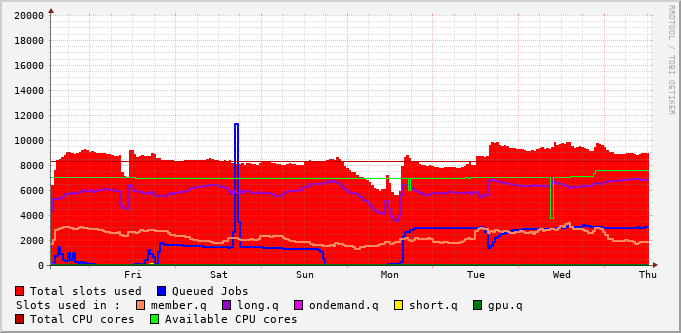 RRDTOOL / TOBI OETIKER
20000
18000
16000
14000
12000
10000
8000
6000
4000
2000
0
Fri Sat Sun Mon Tue Wed Thu
Total slots used Queued Jobs
Slots used in : member.q long.q ondemand.q short.q gpu.q
Total CPU cores Available CPU cores